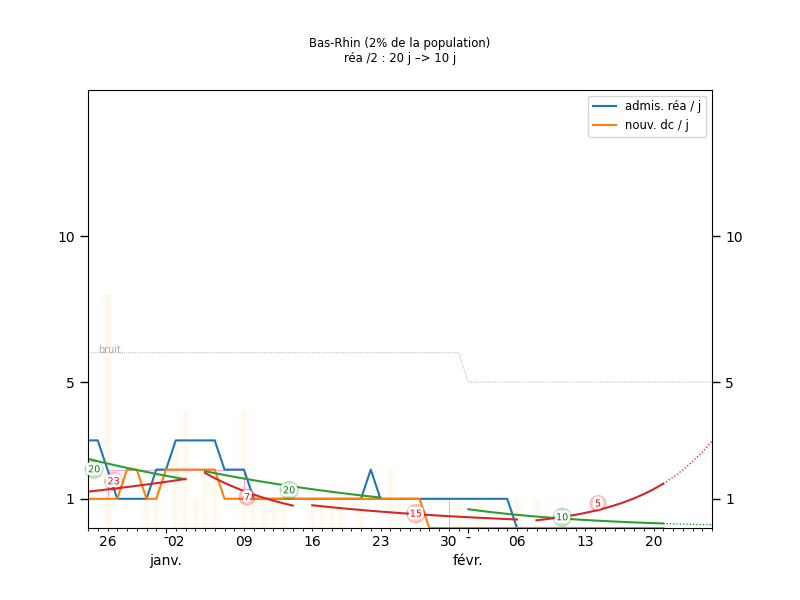 Bas-Rhin (2% de la population)
réa /2 : 20 j –> 10 j
admis. réa / j
nouv. dc / j
10 10
bruit
5 5
20 23 7 20 15 10 5
1 1
26 02 09 16 23 30 06 13 20
janv. févr.